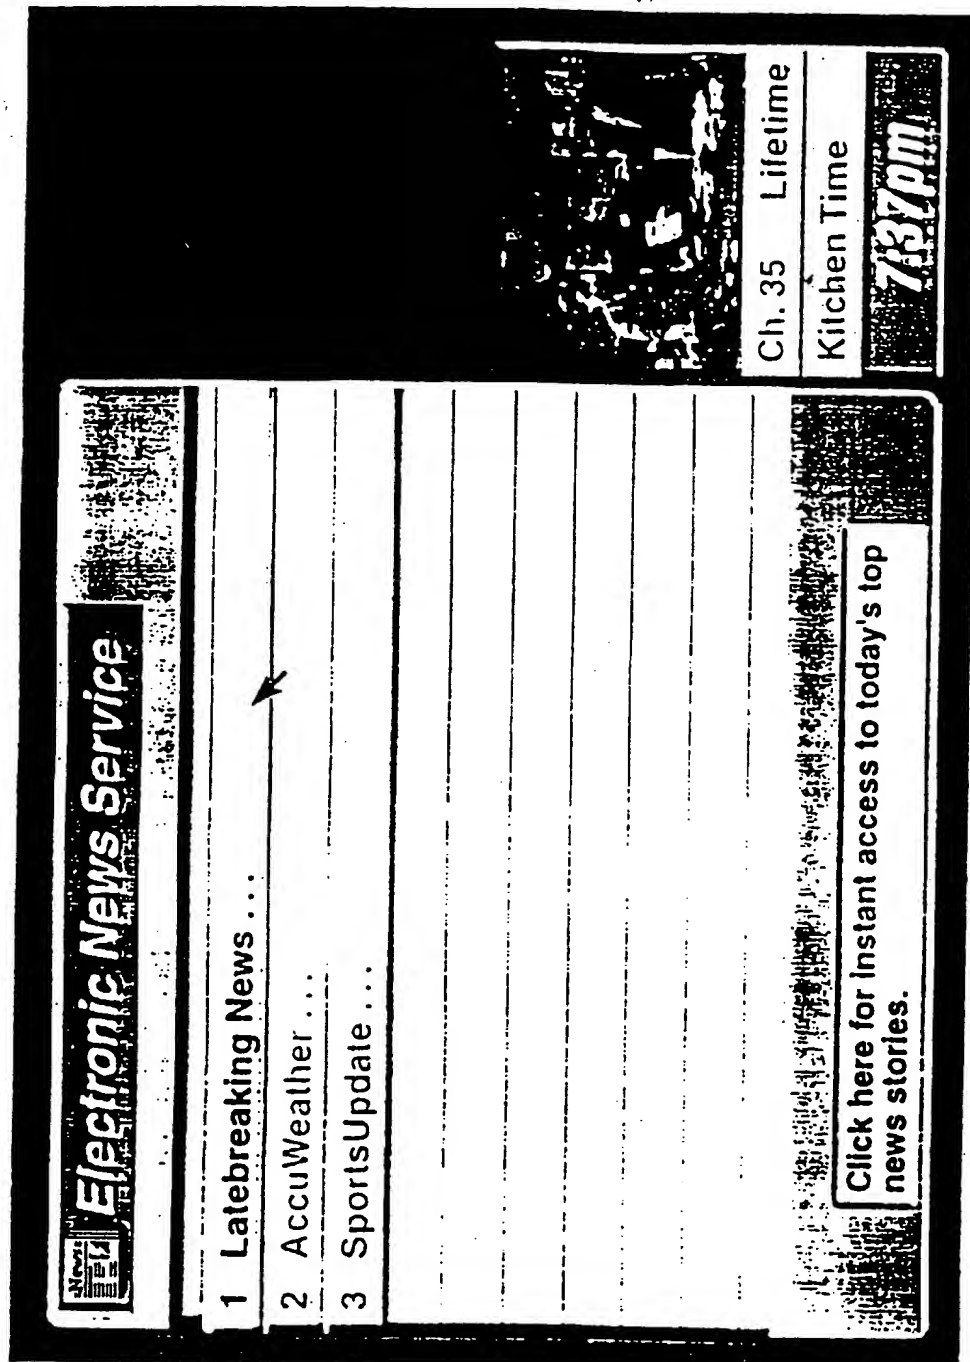 News
Electronic News Service
1 Latebreaking News...
2 AccuWeather...
3 SportsUpdate...
Click here for instant access to today's top
news stories.
Ch. 35 Lifetime
Kitchen Time
7:37pm